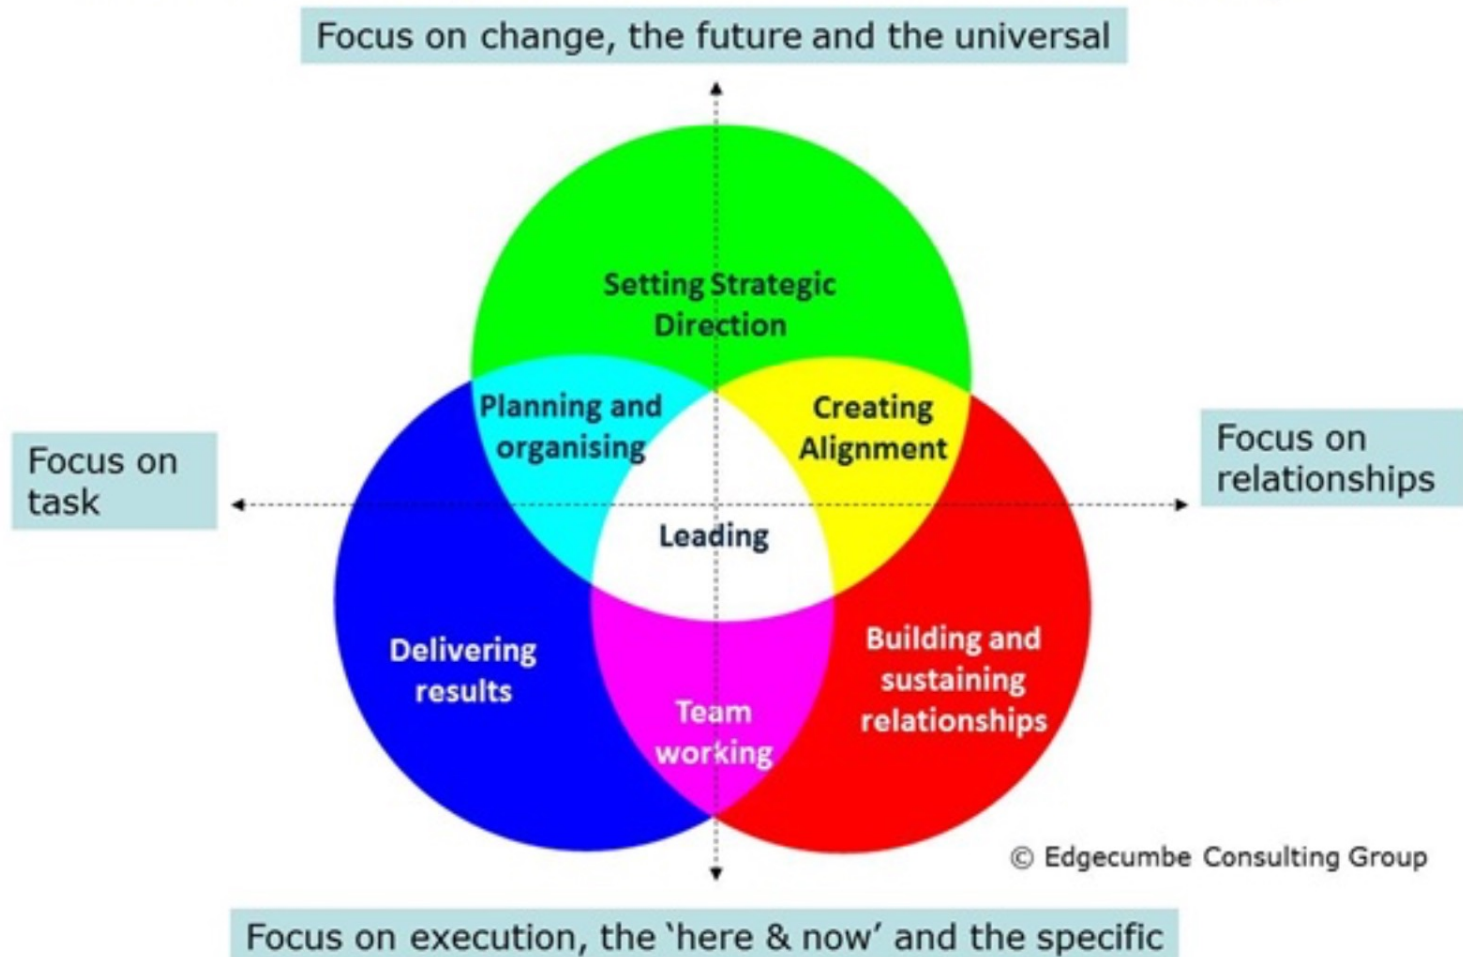 Focus on change, the future and the universal
Setting Strategic
Direction
Planning and
organising
Creating
Alignment
Focus on
task
Focus on
relationships
Leading
Delivering
results
Building and
sustaining
relationships
Team
working
© Edgecumbe Consulting Group
Focus on execution, the ‘here & now’ and the specific